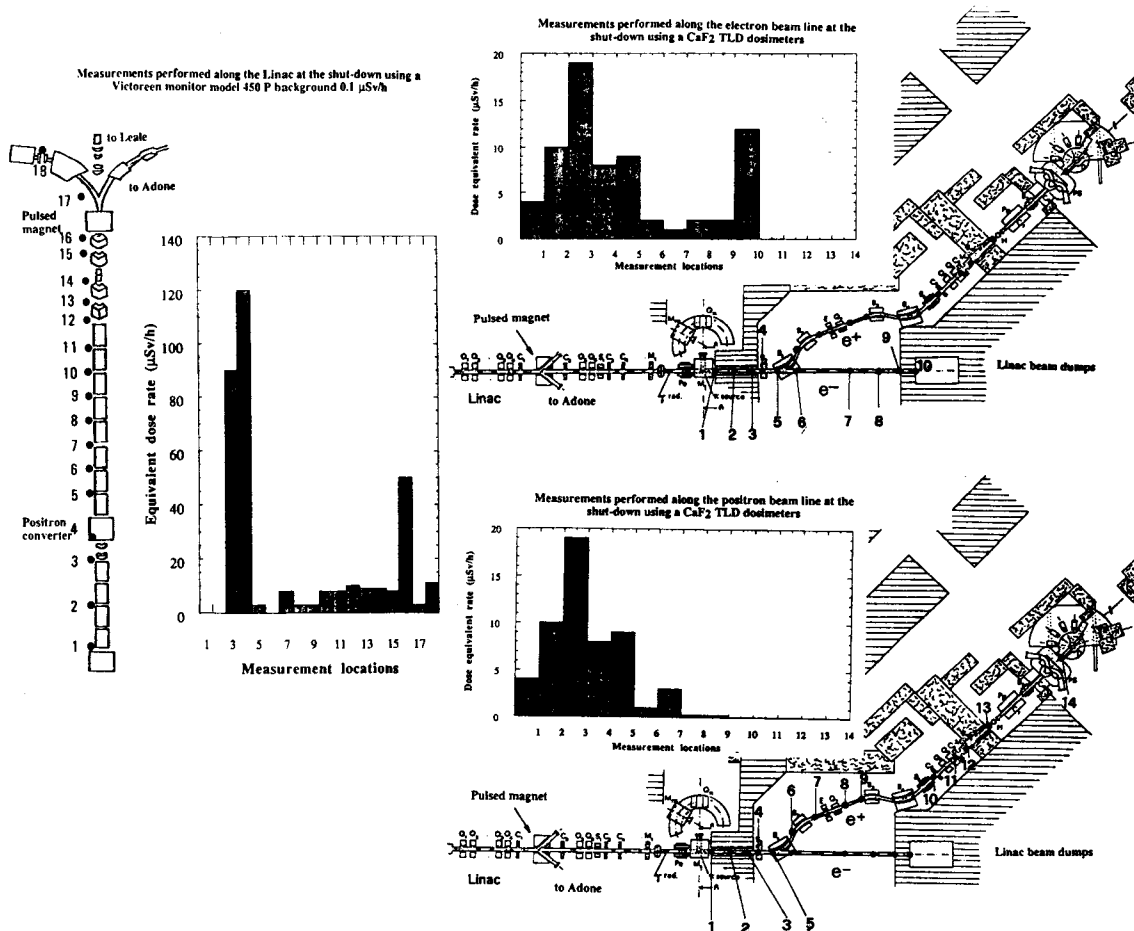 Measurements performed along the Linac at the shut-down using a
Victoreen monitor model 450 P background 0.1 µSv/h
to Leale
18
to Adone
17
Pulsed
magnet
16
15
14
13
12
11
10
9
8
7
6
5
4
Positron
converter
3
2
1
Equivalent dose rate (µSv/h)
140
120
100
80
60
40
20
0
1 3 5 7 9 11 13 15 17
Measurement locations
Measurements performed along the electron beam line at the
shut-down using a CaF2 TLD dosimeters
Dose equivalent rate (µSv/h)
20
15
10
5
0
1 2 3 4 5 6 7 8 9 10 11 12 13 14
Measurement locations
Pulsed magnet
Linac
to Adone
rad.
source
e+
e-
1 2 3 4 5 6 7 8 9 10
Linac beam dumps
Measurements performed along the positron beam line at the
shut-down using a CaF2 TLD dosimeters
Dose equivalent rate (µSv/h)
20
15
10
5
0
1 2 3 4 5 6 7 8 9 10 11 12 13 14
Measurement locations
Pulsed magnet
Linac
to Adone
rad.
source
e+
e-
1 2 3 4 5 6 7 8 9 10 11 12 13 14
Linac beam dumps